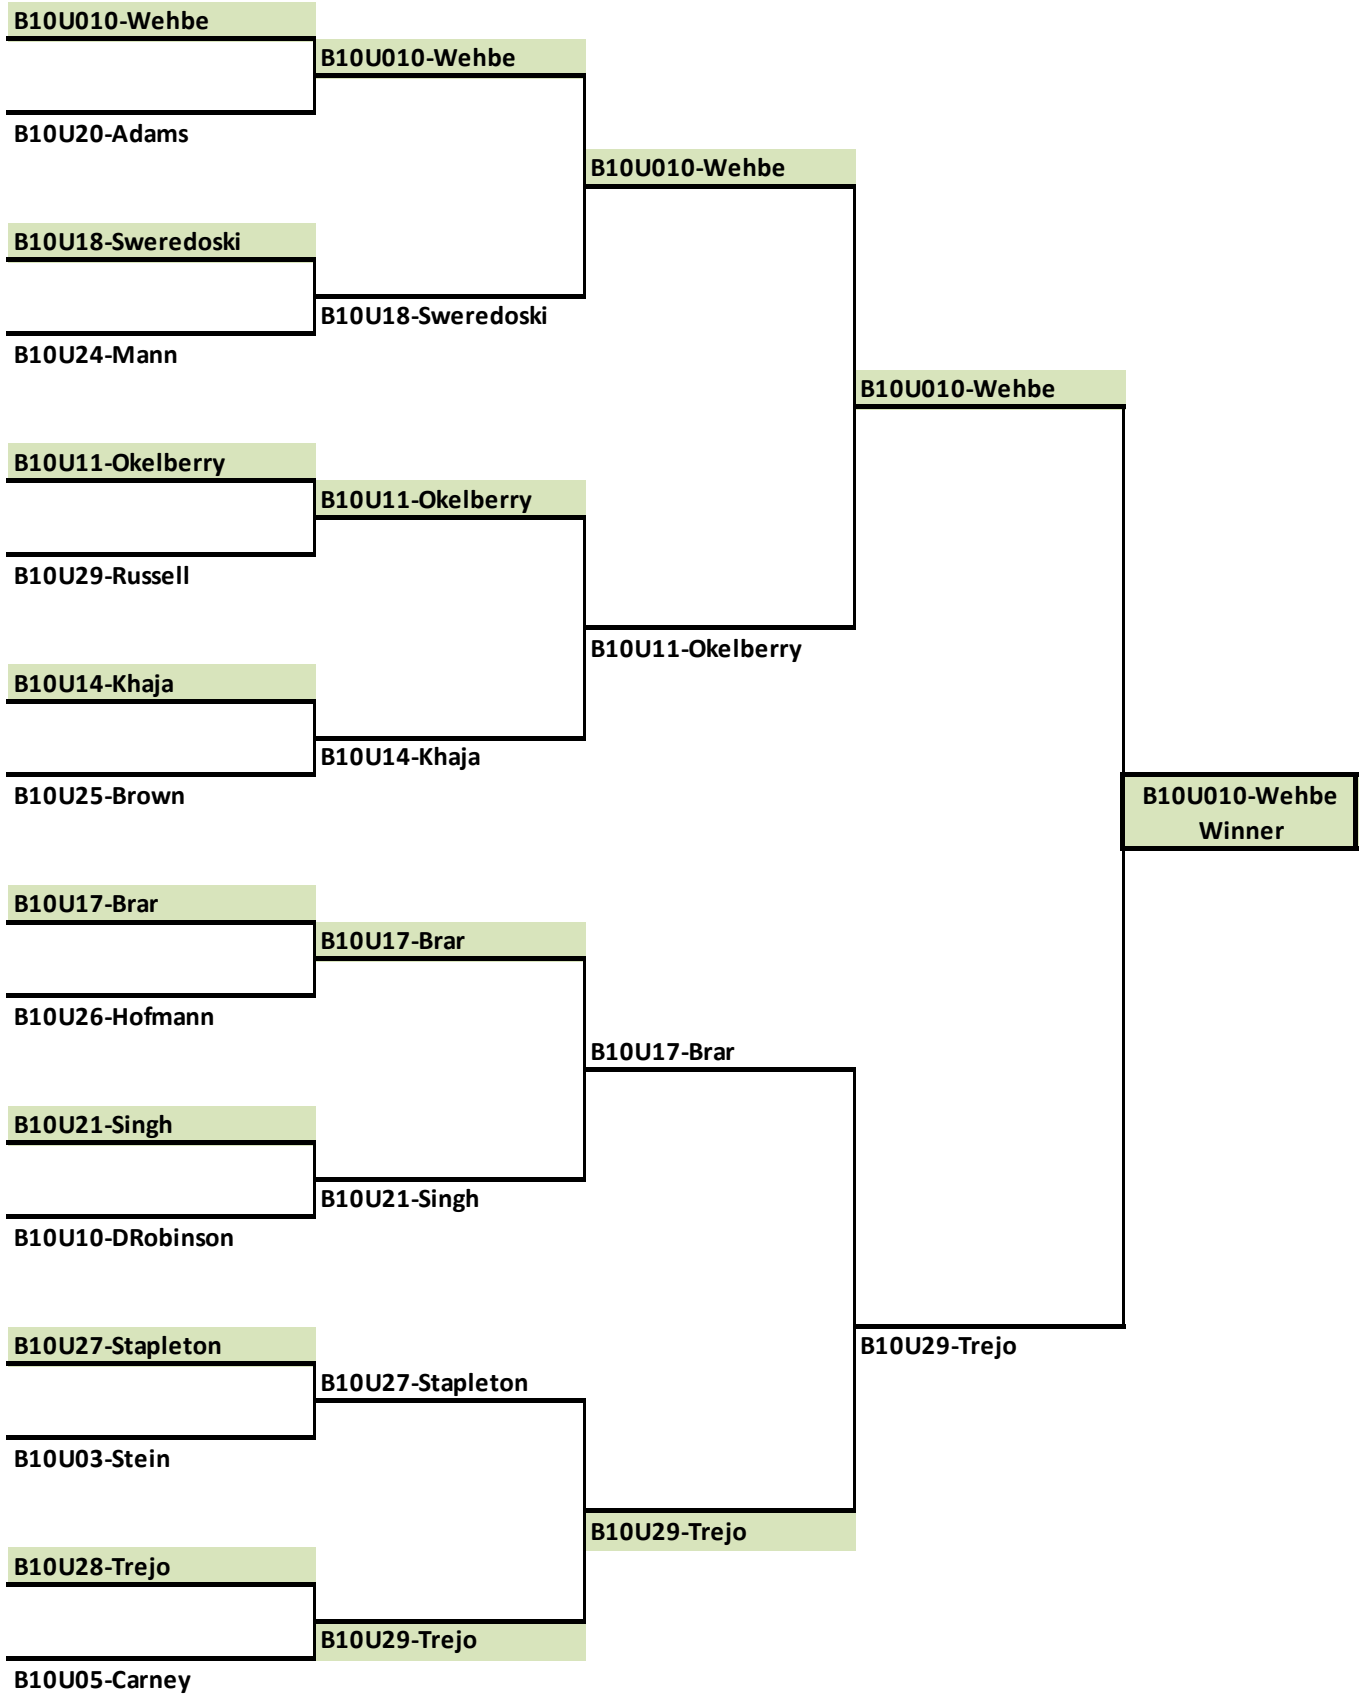 B10U010-Wehbe
B10U010-Wehbe
B10U20-Adams
B10U010-Wehbe
B10U18-Sweredoski
B10U18-Sweredoski
B10U24-Mann
B10U010-Wehbe
B10U11-Okelberry
B10U11-Okelberry
B10U29-Russell
B10U11-Okelberry
B10U14-Khaja
B10U14-Khaja
B10U25-Brown
B10U010-Wehbe
Winner
B10U17-Brar
B10U17-Brar
B10U26-Hofmann
B10U17-Brar
B10U21-Singh
B10U21-Singh
B10U10-DRobinson
B10U27-Stapleton
B10U29-Trejo
B10U27-Stapleton
B10U03-Stein
B10U29-Trejo
B10U28-Trejo
B10U29-Trejo
B10U05-Carney